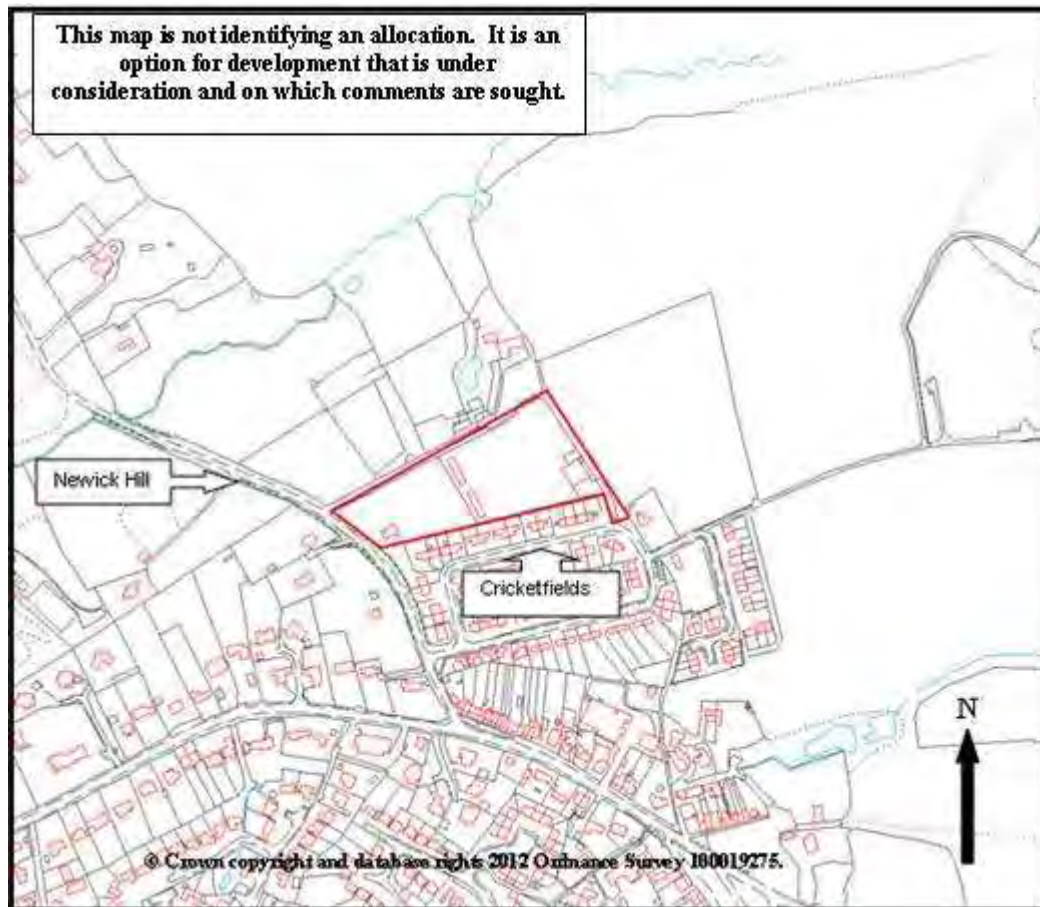 This map is not identifying an allocation. It is an
option for development that is under
consideration and on which comments are sought.
Newick Hill
Cricketfields
N
© Crown copyright and database rights 2012 Ordnance Survey 100019275.